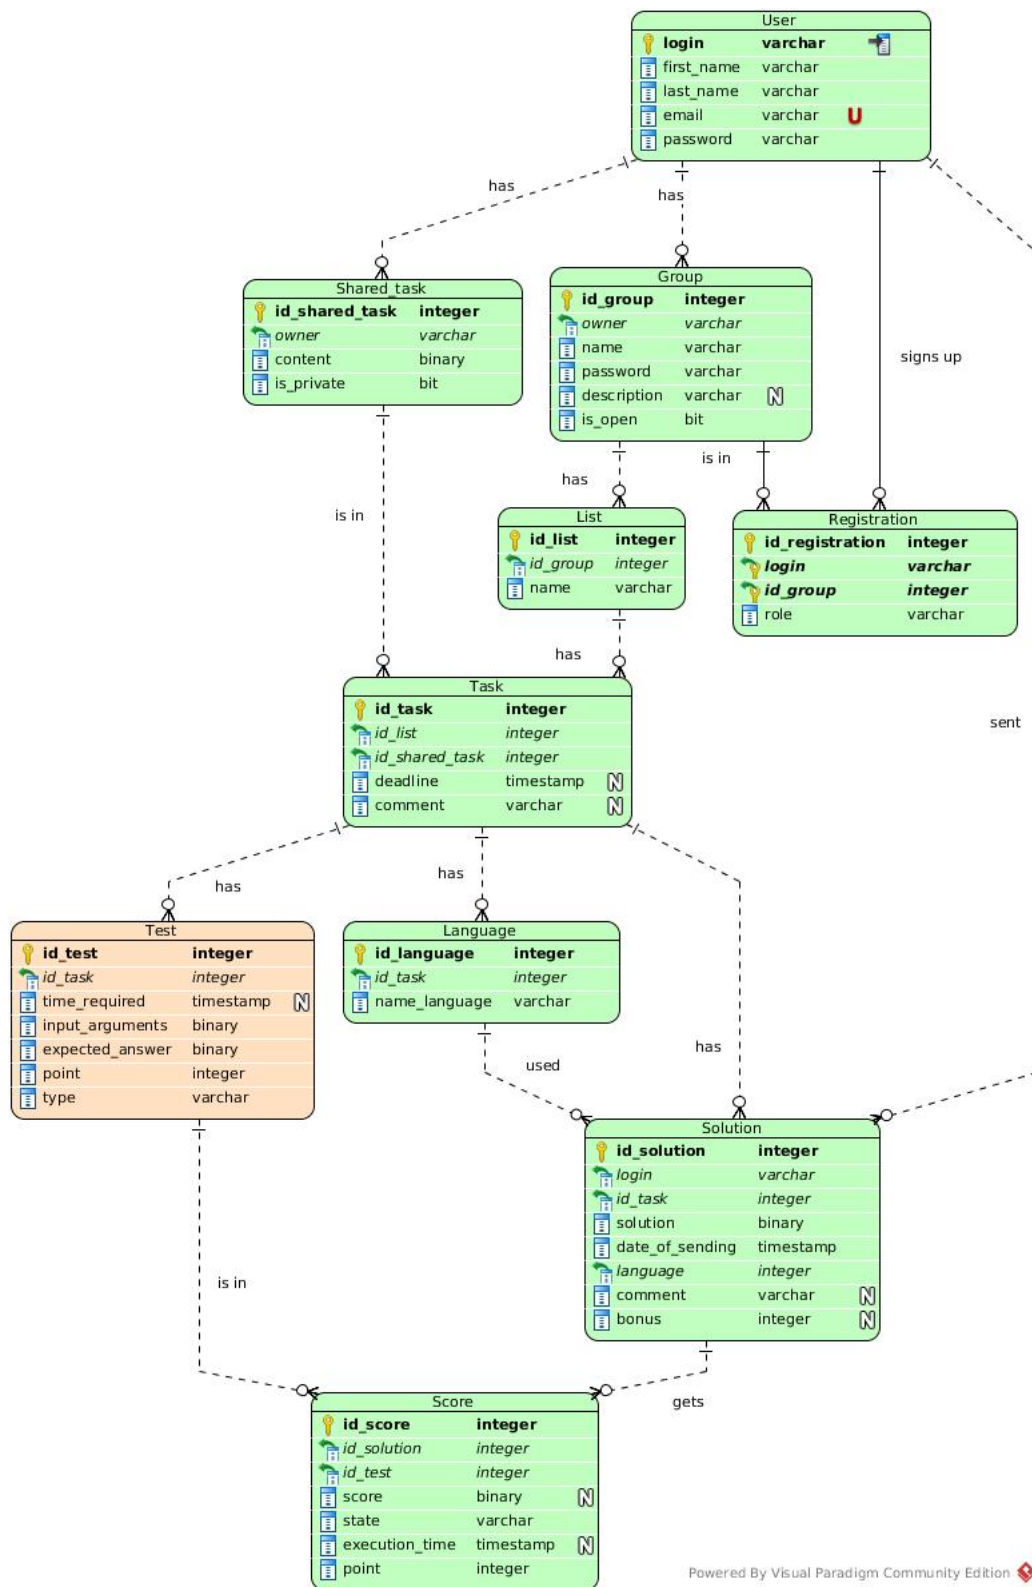 User
login varchar
first_name varchar
last_name varchar
email varchar U
password varchar
has
has
signs up
Shared_task
id_shared_task integer
owner varchar
content binary
is_private bit
Group
id_group integer
owner varchar
name varchar
password varchar
description varchar N
is_open bit
is in
has
is in
List
id_list integer
id_group integer
name varchar
Registration
id_registration integer
login varchar
id_group integer
role varchar
has
sent
Task
id_task integer
id_list integer
id_shared_task integer
deadline timestamp N
comment varchar N
has
has
has
Test
id_test integer
id_task integer
time_required timestamp N
input_arguments binary
expected_answer binary
point integer
type varchar
Language
id_language integer
id_task integer
name_language varchar
used
Solution
id_solution integer
login varchar
id_task integer
solution binary
date_of_sending timestamp
language integer
comment varchar N
bonus integer N
is in
gets
Score
id_score integer
id_solution integer
id_test integer
score binary N
state varchar
execution_time timestamp N
point integer
Powered By Visual Paradigm Community Edition